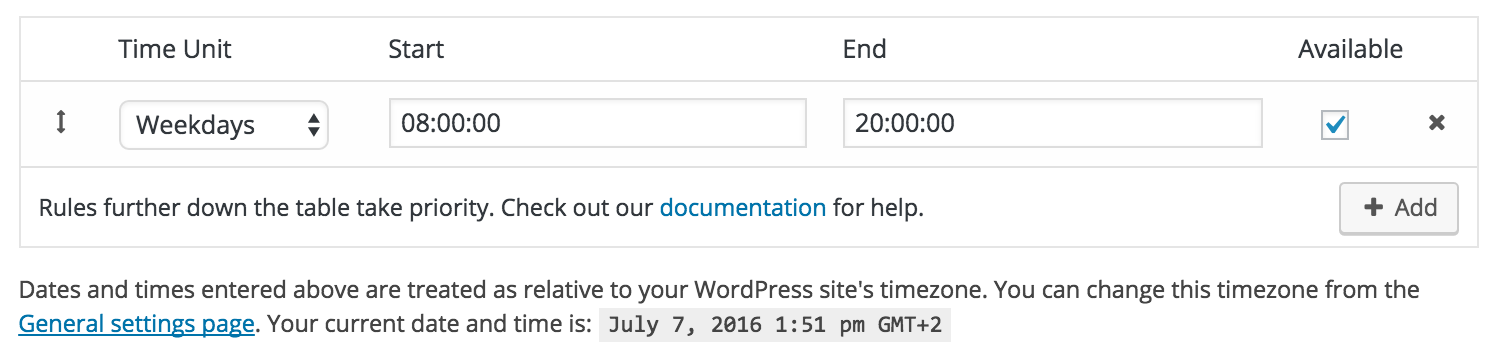 Time Unit Start End Available
Weekdays 08:00:00 20:00:00
Rules further down the table take priority. Check out our documentation for help. Add
Dates and times entered above are treated as relative to your WordPress site's timezone. You can change this timezone from the
General settings page. Your current date and time is: July 7, 2016 1:51 pm GMT+2